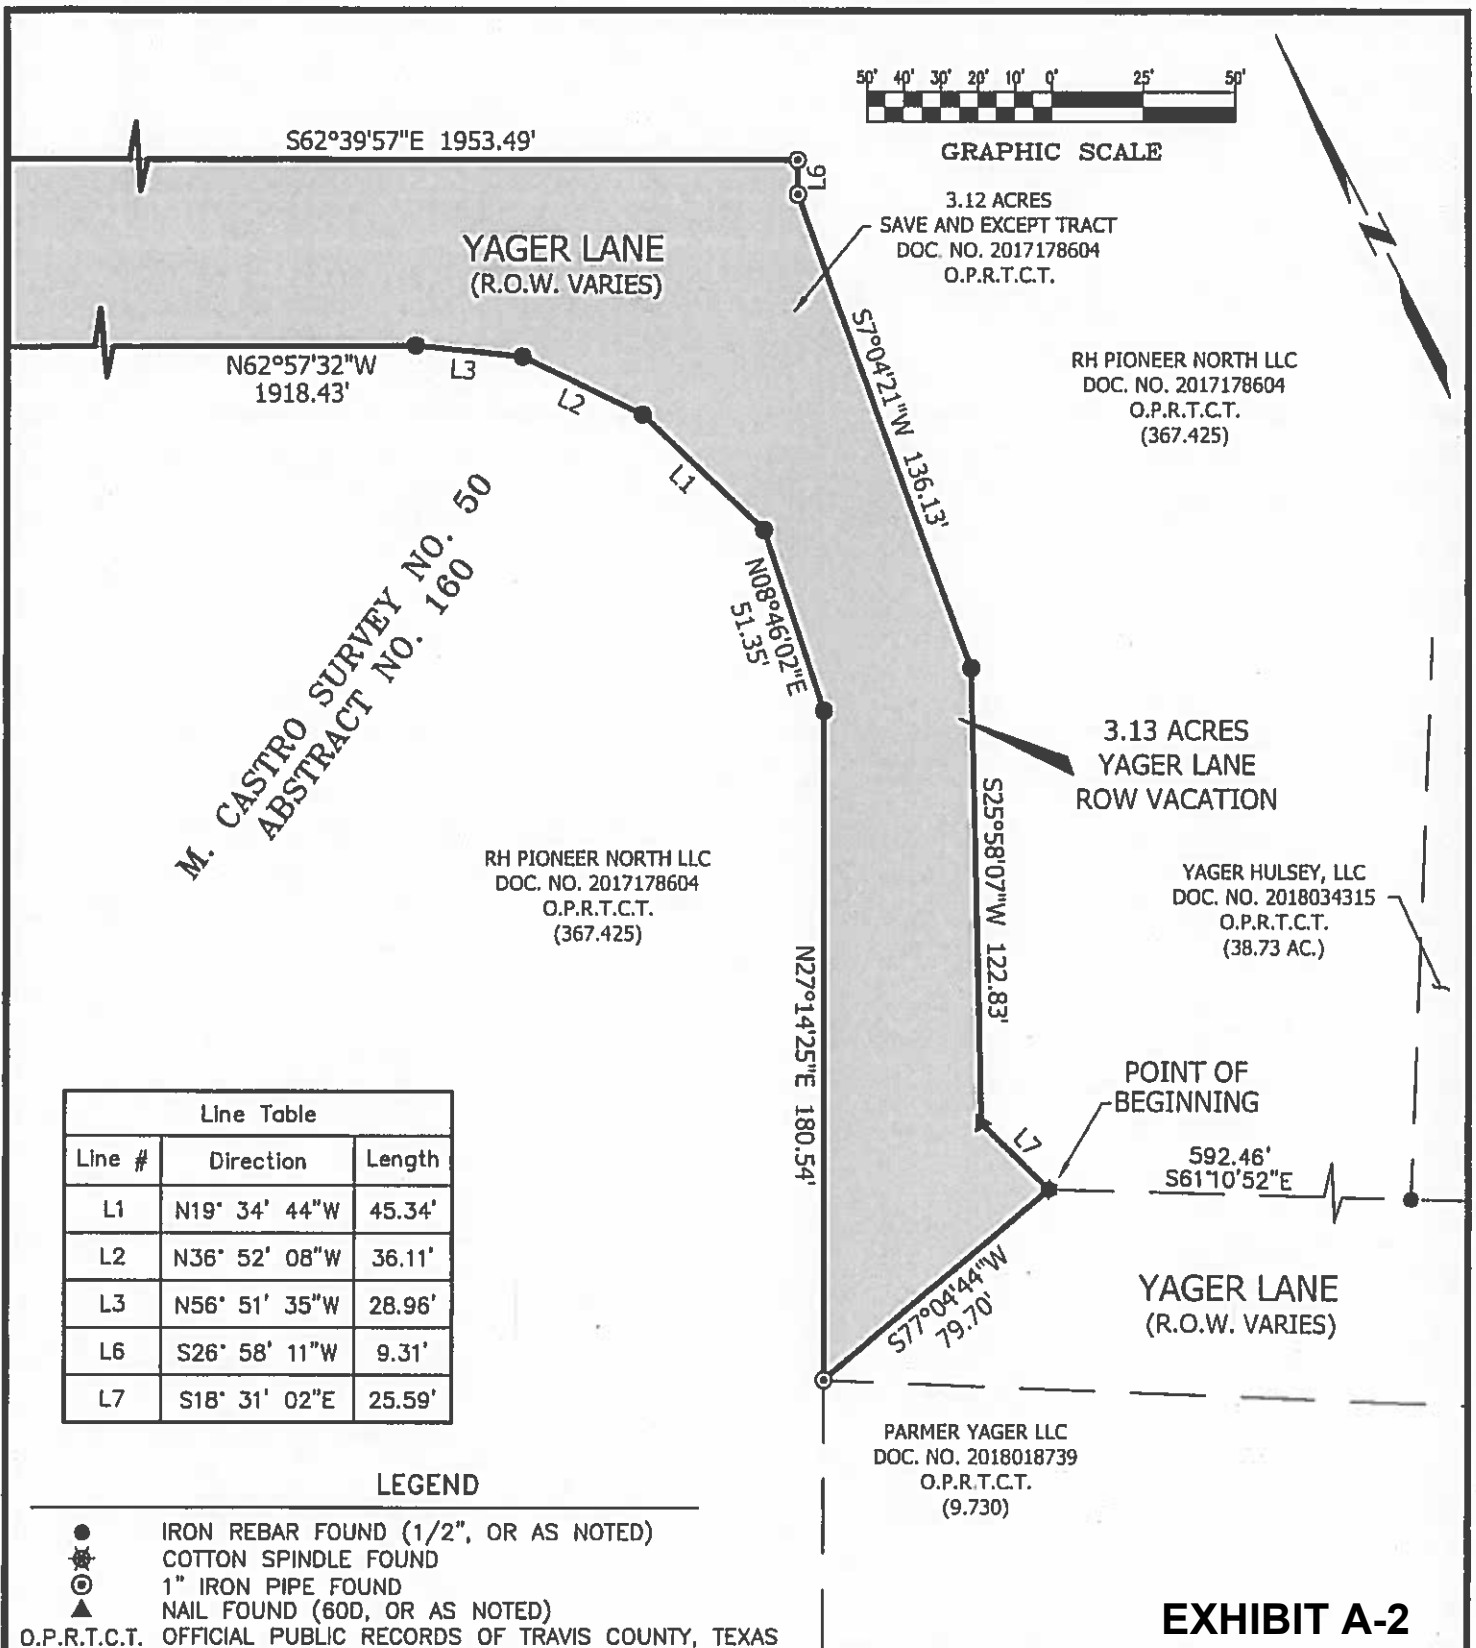 50' 40' 30' 20' 10' 0' 25' 50'
GRAPHIC SCALE
S62°39'57"E 1953.49'
L6
3.12 ACRES
SAVE AND EXCEPT TRACT
DOC. NO. 2017178604
O.P.R.T.C.T.
YAGER LANE
(R.O.W. VARIES)
N
S7°04'21"W 136.13'
RH PIONEER NORTH LLC
DOC. NO. 2017178604
O.P.R.T.C.T.
(367.425)
N62°57'32"W
1918.43'
L3
L2
L1
M. CASTRO SURVEY NO. 50
ABSTRACT NO. 160
N08°46'02"E
51.35'
3.13 ACRES
YAGER LANE
ROW VACATION
S25°58'07"W 122.83'
RH PIONEER NORTH LLC
DOC. NO. 2017178604
O.P.R.T.C.T.
(367.425)
YAGER HULSEY, LLC
DOC. NO. 2018034315
O.P.R.T.C.T.
(38.73 AC.)
N27°14'25"E 180.54'
POINT OF
BEGINNING
L7
592.46'
S61°10'52"E
S77°04'44"W
79.70'
YAGER LANE
(R.O.W. VARIES)
Line Table
Line # Direction Length
L1 N19° 34' 44"W 45.34'
L2 N36° 52' 08"W 36.11'
L3 N56° 51' 35"W 28.96'
L6 S26° 58' 11"W 9.31'
L7 S18° 31' 02"E 25.59'
PARMER YAGER LLC
DOC. NO. 2018018739
O.P.R.T.C.T.
(9.730)
LEGEND
IRON REBAR FOUND (1/2", OR AS NOTED)
COTTON SPINDLE FOUND
1" IRON PIPE FOUND
NAIL FOUND (60D, OR AS NOTED)
O.P.R.T.C.T. OFFICIAL PUBLIC RECORDS OF TRAVIS COUNTY, TEXAS
EXHIBIT A-2